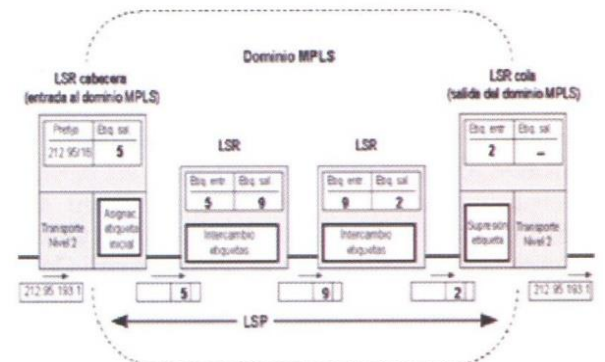 Dominio MPLS
LSR cabecera
(entrada al dominio MPLS)
LSR cola
(salida del dominio MPLS)
Prefijo
Etiq. sal
212.95/16
5
LSR
Etiq. entr
Etiq. sal
5
9
LSR
Etiq. entr
Etiq. sal
9
2
Etiq. entr
Etiq. sal
2
–
Transporte
Nivel 2
Asignac.
etiqueta
inicial
Intercambio
etiquetas
Intercambio
etiquetas
Supresión
etiqueta
Transporte
Nivel 2
212.95.193.1
5
9
2
212.95.193.1
LSP